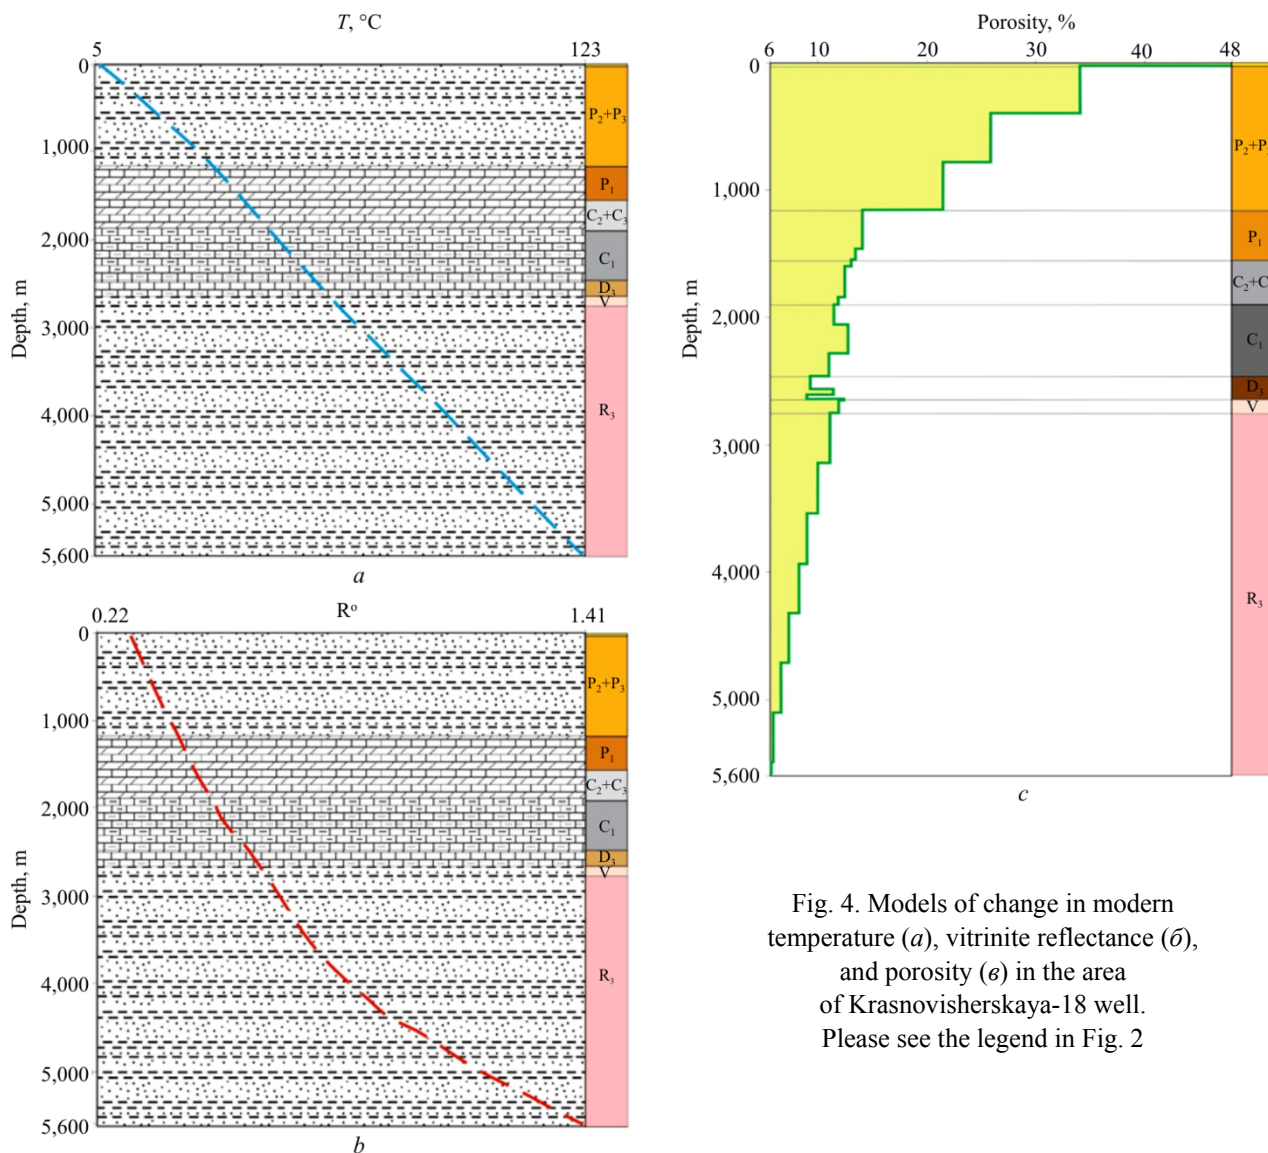 T, °C
5 123
0
1,000
2,000
3,000
4,000
5,000
5,600
Depth, m
P₂+P₃
P₁
C₂+C₃
C₁
D₃
V
R₃
a
Rᵒ
0.22 1.41
0
1,000
2,000
3,000
4,000
5,000
5,600
Depth, m
P₂+P₃
P₁
C₂+C₃
C₁
D₃
V
R₃
b
Porosity, %
6 10 20 30 40 48
0
1,000
2,000
3,000
4,000
5,000
5,600
Depth, m
P₂+P
P₁
C₂+C
C₁
D₃
V
R₃
c
Fig. 4. Models of change in modern
temperature (a), vitrinite reflectance (б),
and porosity (в) in the area
of Krasnovisherskaya-18 well.
Please see the legend in Fig. 2